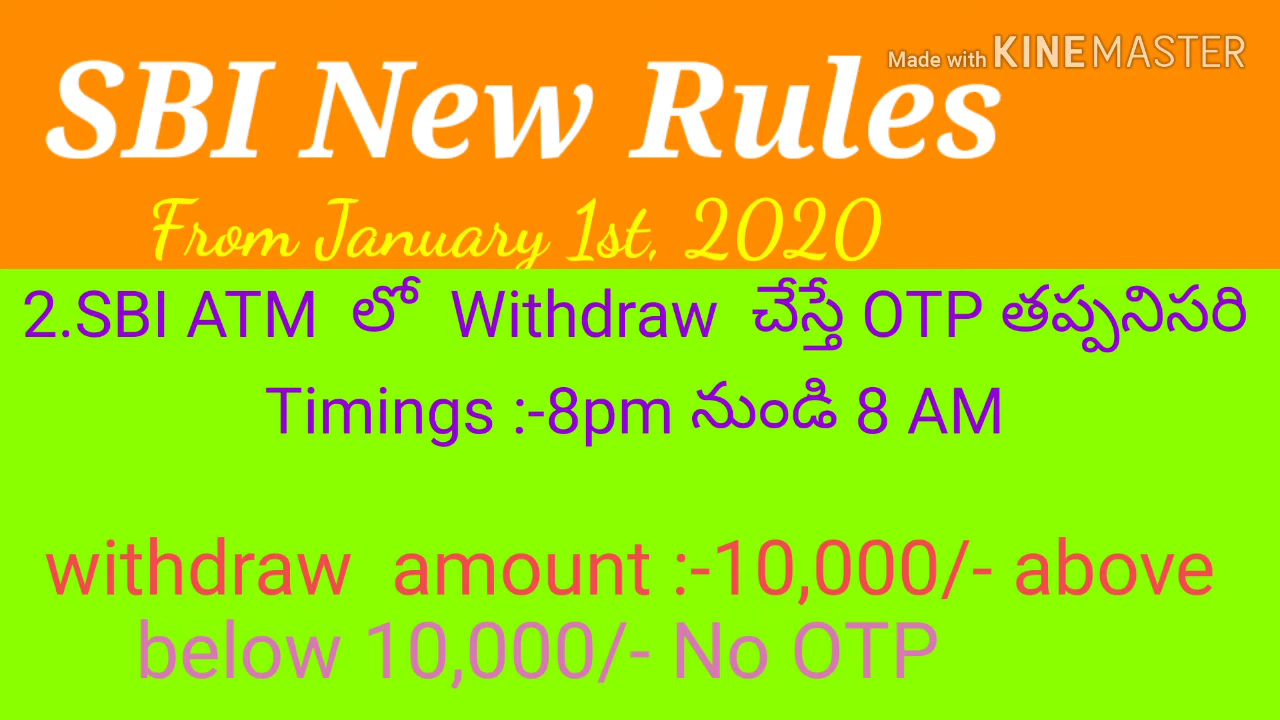 Made with KINEMASTER
SBI New Rules
From January 1st, 2020
2.SBI ATM లో Withdraw చేస్తే OTP తప్పనిసరి
Timings :-8pm నుండి 8 AM
withdraw amount :-10,000/- above
below 10,000/- No OTP